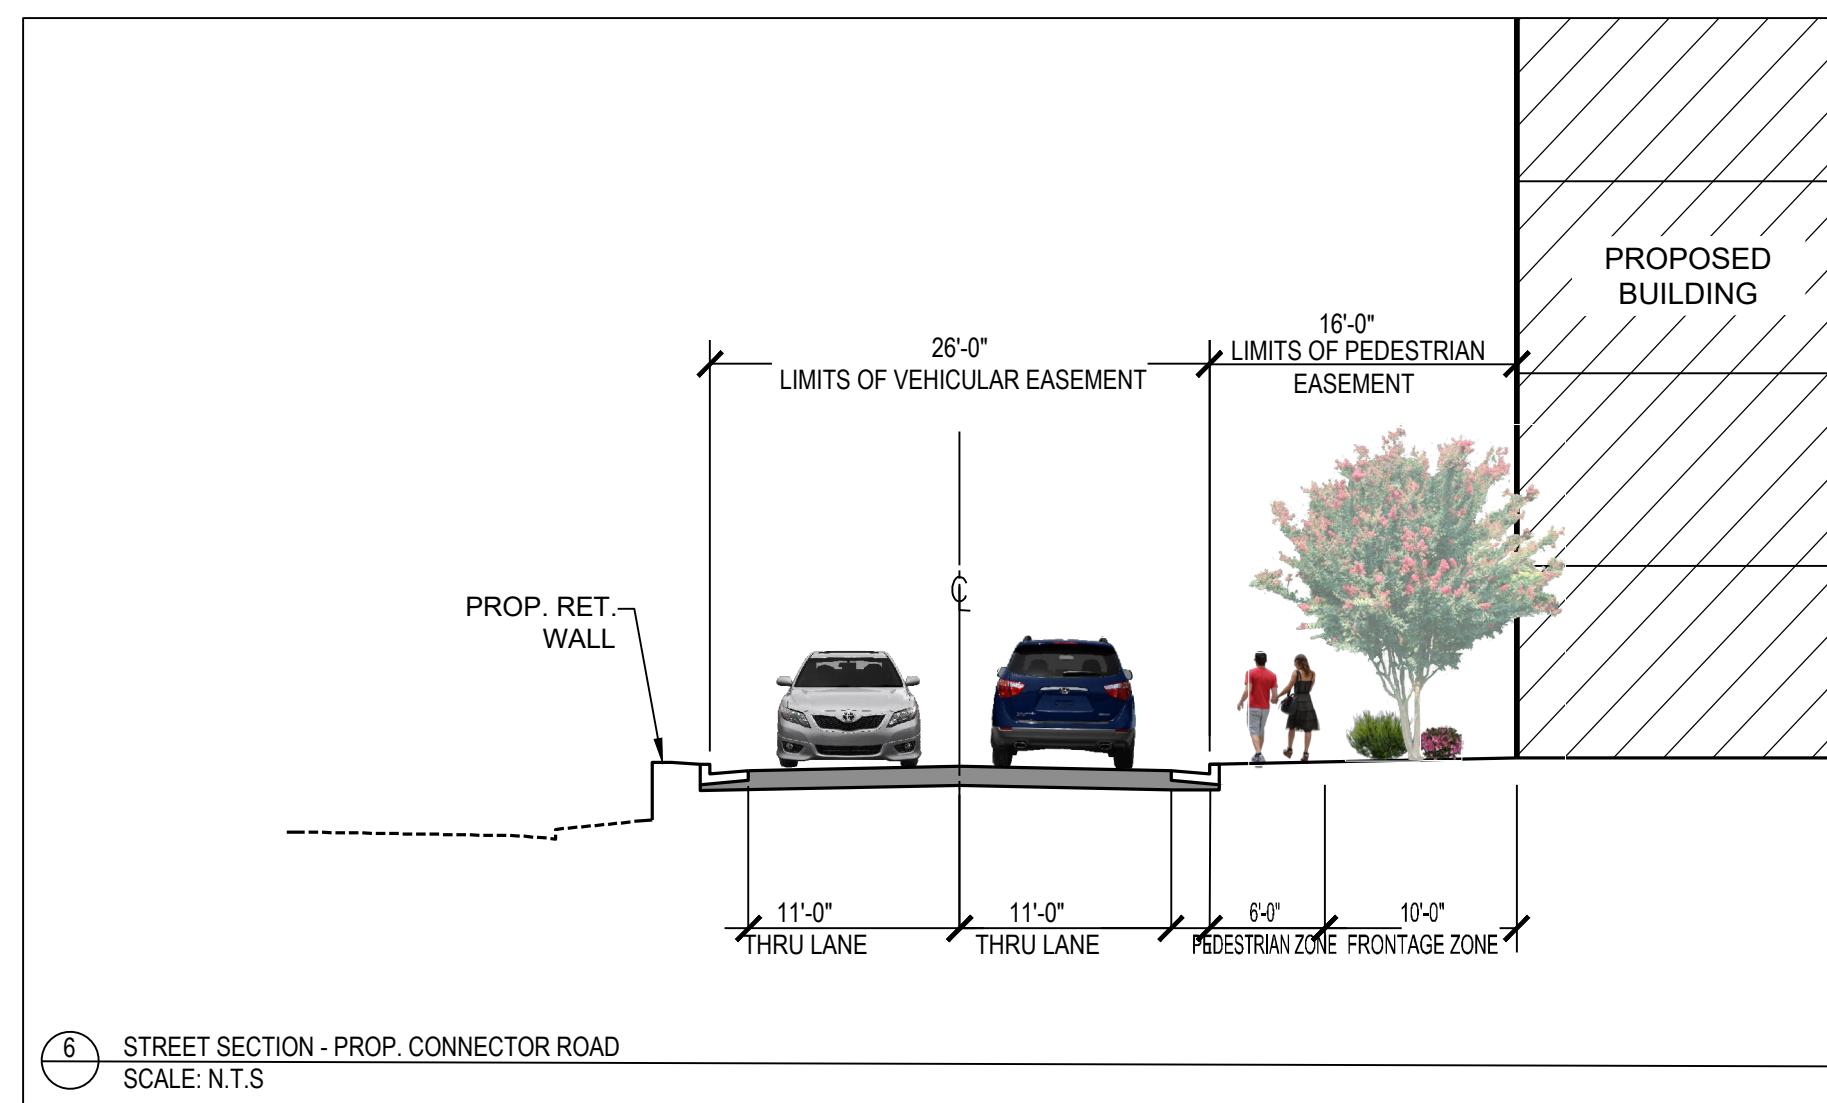 PROPOSED
BUILDING
16'-0"
LIMITS OF PEDESTRIAN
EASEMENT
26'-0"
LIMITS OF VEHICULAR EASEMENT
℄
PROP. RET.
WALL
11'-0"
THRU LANE
11'-0"
THRU LANE
6'-0"
PEDESTRIAN ZONE
10'-0"
FRONTAGE ZONE
6
STREET SECTION - PROP. CONNECTOR ROAD
SCALE: N.T.S